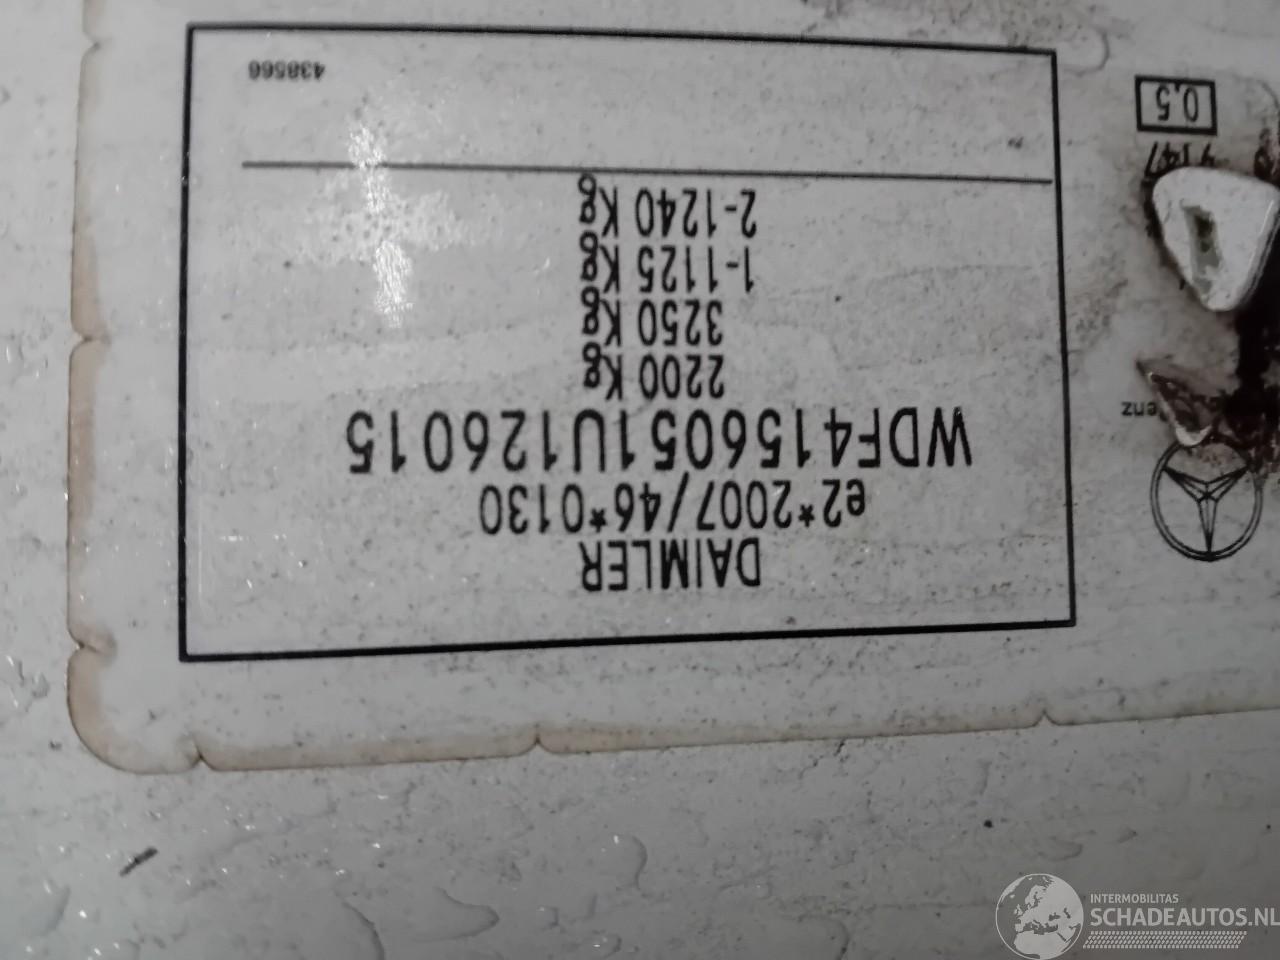 DAIMLER
e2*2007/46*0130
WDF4156051U126015
2200 Kg
3250 Kg
1-1125 Kg
2-1240 Kg
438566
9147
0,5
INTERMOBILITAS
SCHADEAUTOS.NL